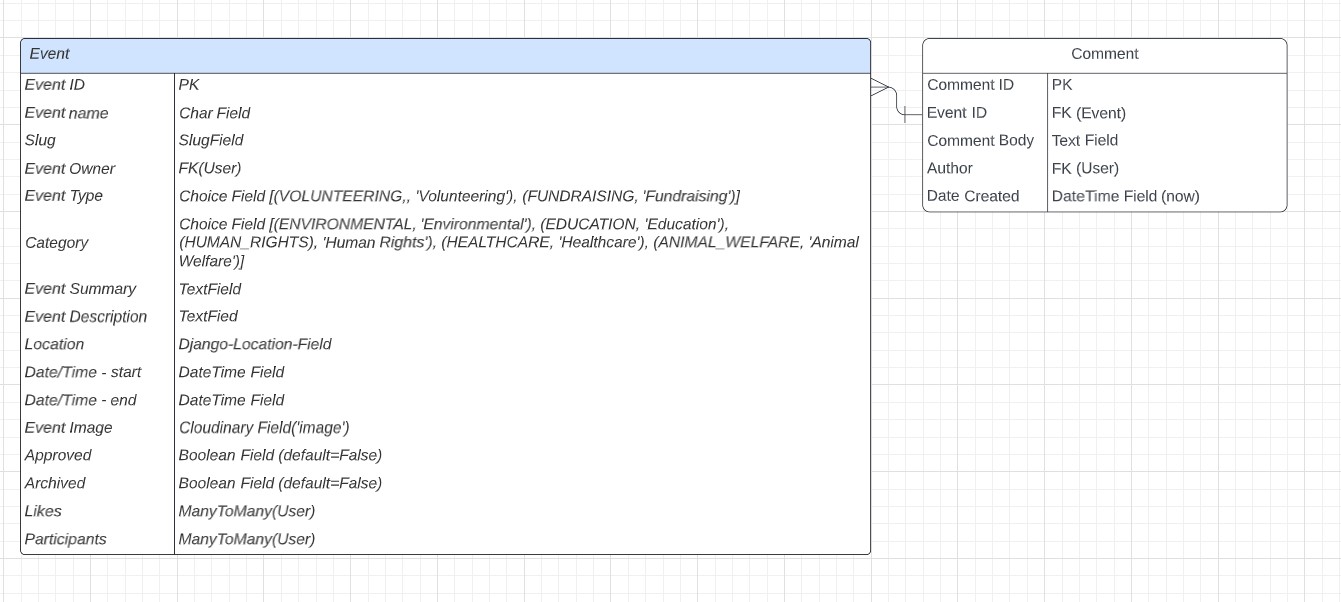 Event
Event ID PK
Event name Char Field
Slug SlugField
Event Owner FK(User)
Event Type Choice Field [(VOLUNTEERING,, 'Volunteering'), (FUNDRAISING, 'Fundraising')]
Category Choice Field [(ENVIRONMENTAL, 'Environmental'), (EDUCATION, 'Education'),
(HUMAN_RIGHTS), 'Human Rights'), (HEALTHCARE, 'Healthcare'), (ANIMAL_WELFARE, 'Animal
Welfare')]
Event Summary TextField
Event Description TextFied
Location Django-Location-Field
Date/Time - start DateTime Field
Date/Time - end DateTime Field
Event Image Cloudinary Field('image')
Approved Boolean Field (default=False)
Archived Boolean Field (default=False)
Likes ManyToMany(User)
Participants ManyToMany(User)
Comment
Comment ID PK
Event ID FK (Event)
Comment Body Text Field
Author FK (User)
Date Created DateTime Field (now)